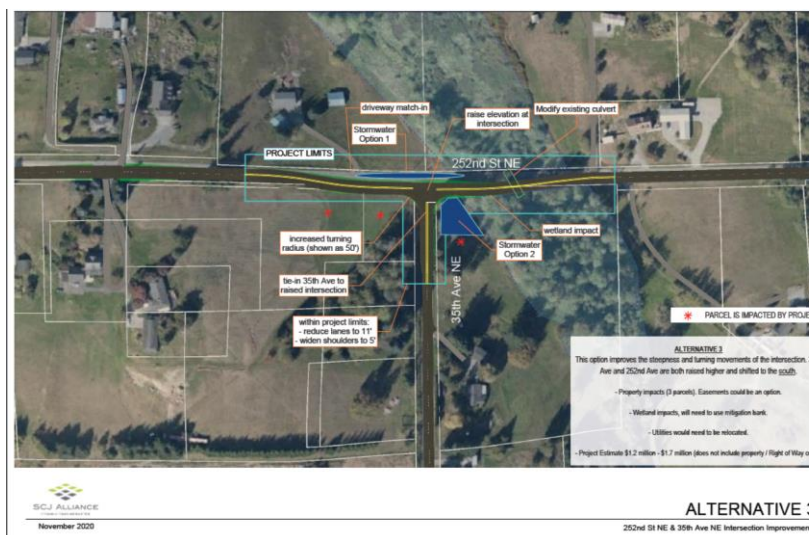 driveway match-in
raise elevation at
intersection
Modify existing culvert
Stormwater
Option 1
PROJECT LIMITS
252nd St NE
increased turning
radius (shown as 50')
wetland impact
Stormwater
Option 2
tie-in 35th Ave to
raised intersection
35th Ave NE
within project limits:
- reduce lanes to 11'
- widen shoulders to 5'
PARCEL IS IMPACTED BY PROJE
ALTERNATIVE 3
This option improves the steepness and turning movements of the intersection.
Ave and 252nd Ave are both raised higher and shifted to the south.
- Property impacts (3 parcels). Easements could be an option.
- Wetland impacts, will need to use mitigation bank.
- Utilities would need to be relocated.
- Project Estimate $1.2 million - $1.7 million (does not include property / Right of Way
SCJ ALLIANCE
November 2020
ALTERNATIVE 3
252nd St NE & 35th Ave NE Intersection Improvemen